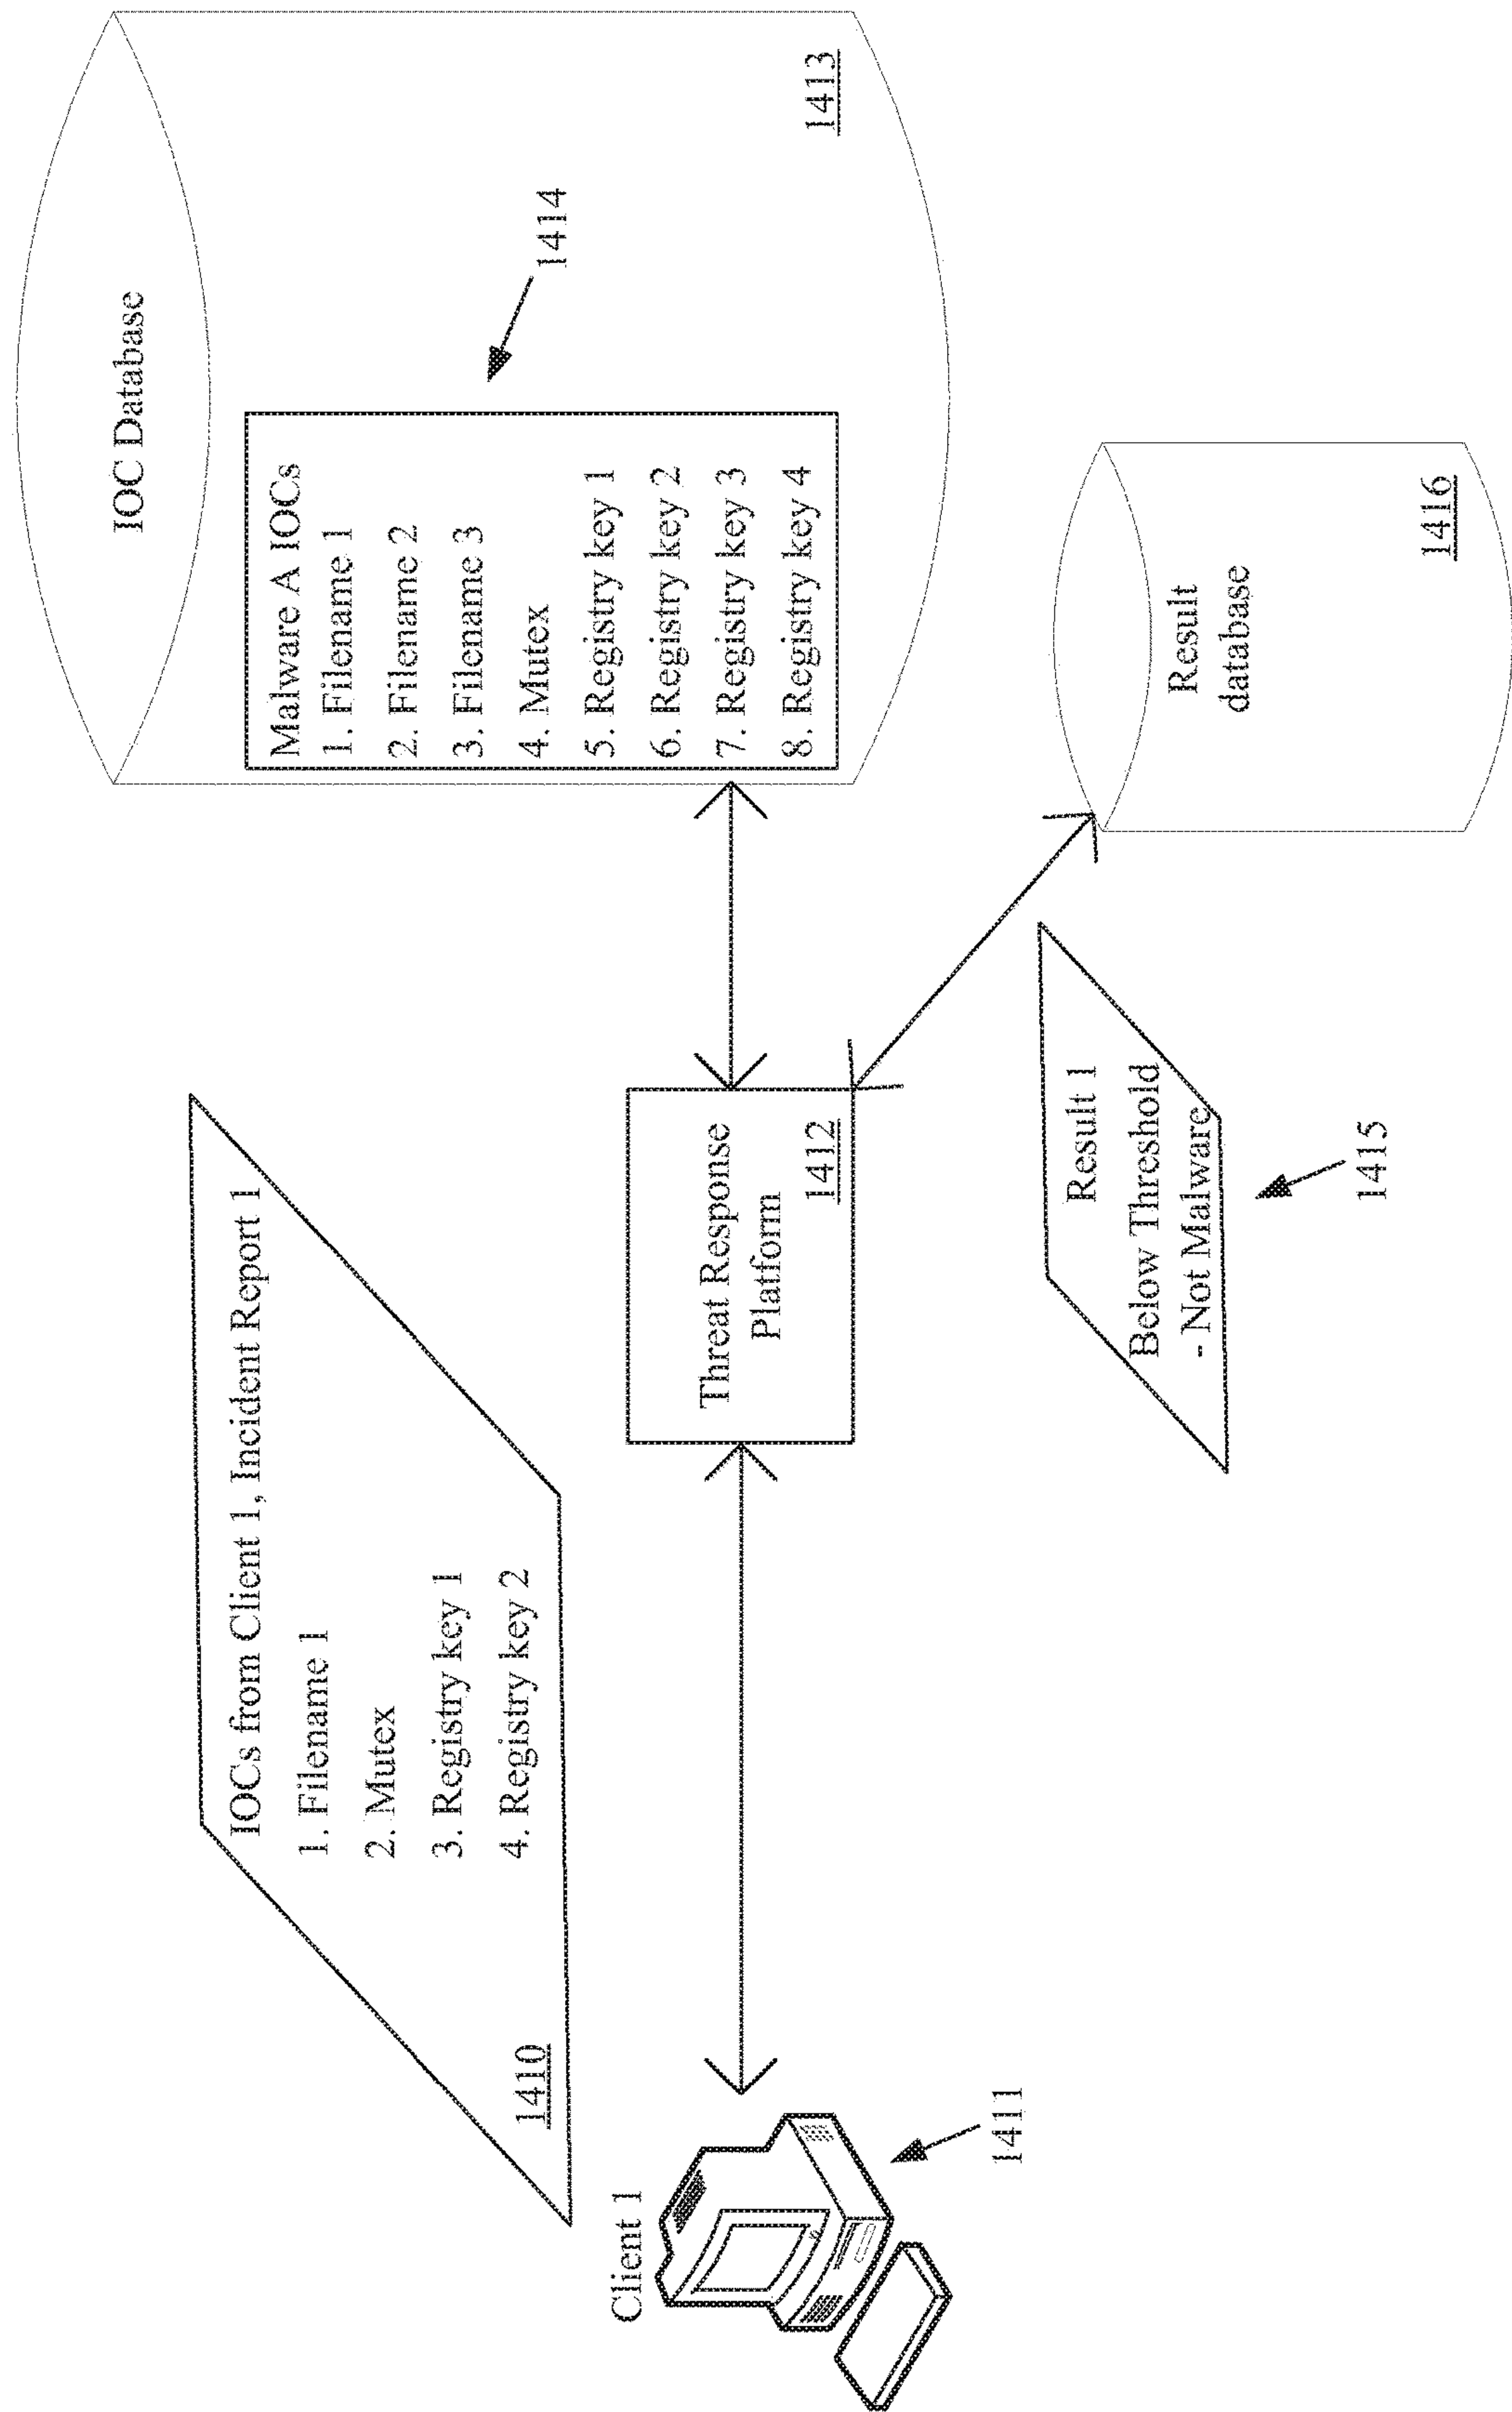 IOCs from Client 1, Incident Report 1
1. Filename 1
2. Mutex
3. Registry key 1
4. Registry key 2
1410
Client 1
1411
Threat Response
Platform
1412
IOC Database
Malware A IOCs
1. Filename 1
2. Filename 2
3. Filename 3
4. Mutex
5. Registry key 1
6. Registry key 2
7. Registry key 3
8. Registry key 4
1414
1413
Result 1
Below Threshold
- Not Malware
1415
Result
database
1416